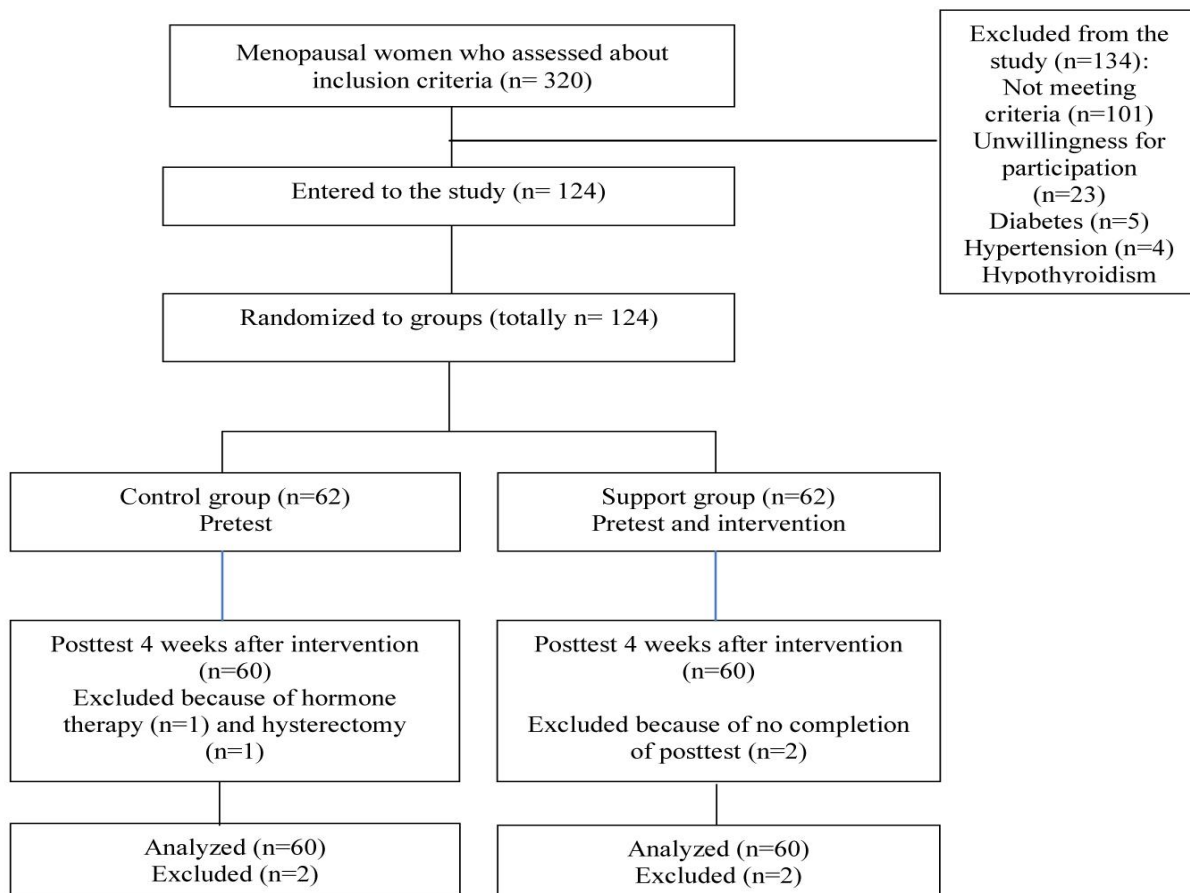 Menopausal women who assessed about
inclusion criteria (n= 320)
Excluded from the
study (n=134):
Not meeting
criteria (n=101)
Unwillingness for
participation
(n=23)
Diabetes (n=5)
Hypertension (n=4)
Hypothyroidism
Entered to the study (n= 124)
Randomized to groups (totally n= 124)
Control group (n=62)
Pretest
Support group (n=62)
Pretest and intervention
Posttest 4 weeks after intervention
(n=60)
Excluded because of hormone
therapy (n=1) and hysterectomy
(n=1)
Posttest 4 weeks after intervention
(n=60)
Excluded because of no completion
of posttest (n=2)
Analyzed (n=60)
Excluded (n=2)
Analyzed (n=60)
Excluded (n=2)